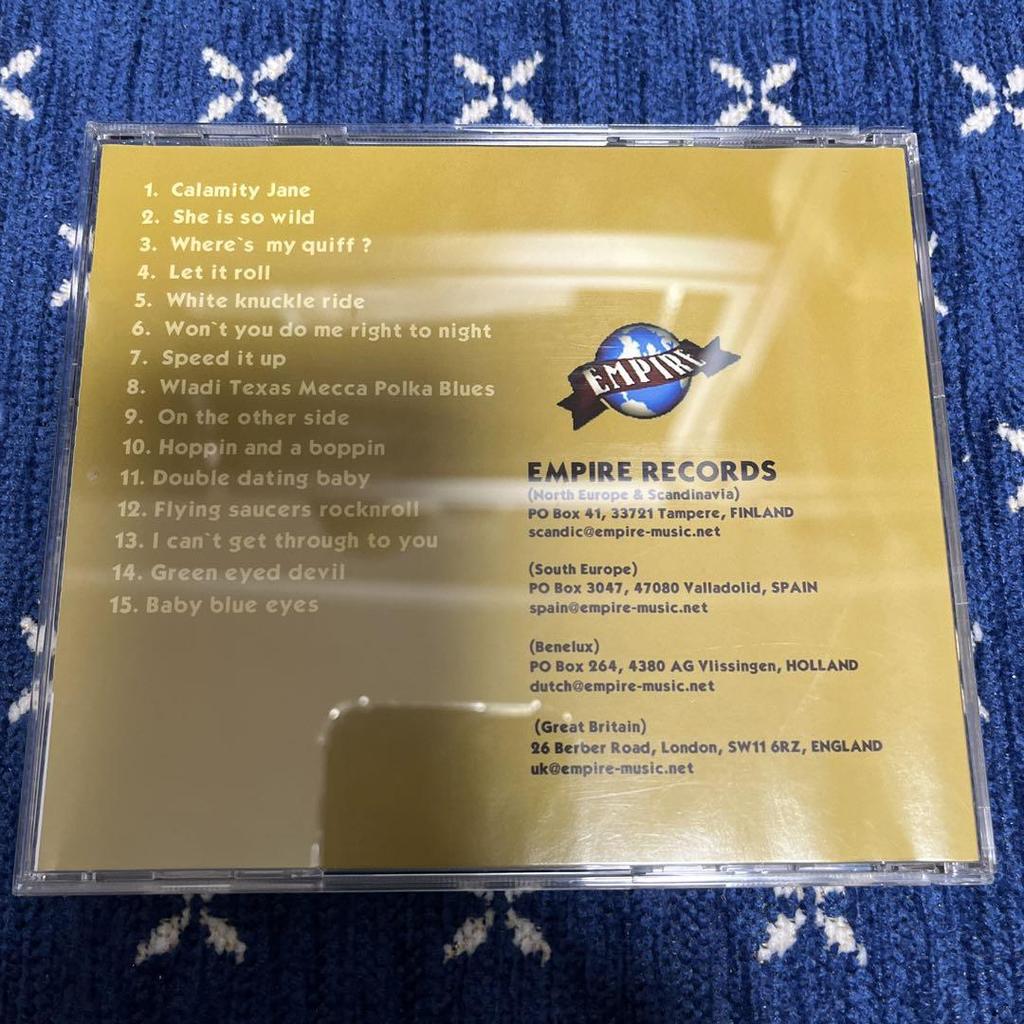 1. Calamity Jane
2. She is so wild
3. Where`s my quiff ?
4. Let it roll
5. White knuckle ride
6. Won`t you do me right to night
7. Speed it up
8. Wladi Texas Mecca Polka Blues
9. On the other side
10. Hoppin and a boppin
11. Double dating baby
12. Flying saucers rocknroll
13. I can`t get through to you
14. Green eyed devil
15. Baby blue eyes
EMPIRE
EMPIRE RECORDS
(North Europe & Scandinavia)
PO Box 41, 33721 Tampere, FINLAND
scandic@empire-music.net
(South Europe)
PO Box 3047, 47080 Valladolid, SPAIN
spain@empire-music.net
(Benelux)
PO Box 264, 4380 AG Vlissingen, HOLLAND
dutch@empire-music.net
(Great Britain)
26 Berber Road, London, SW11 6RZ, ENGLAND
uk@empire-music.net